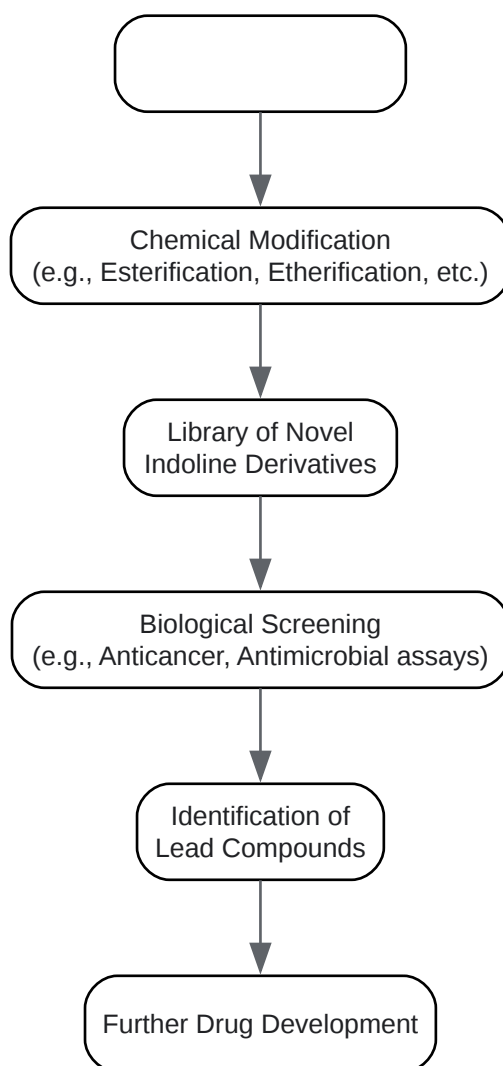 Chemical Modification
(e.g., Esterification, Etherification, etc.)
Library of Novel
Indoline Derivatives
Biological Screening
(e.g., Anticancer, Antimicrobial assays)
Identification of
Lead Compounds
Further Drug Development